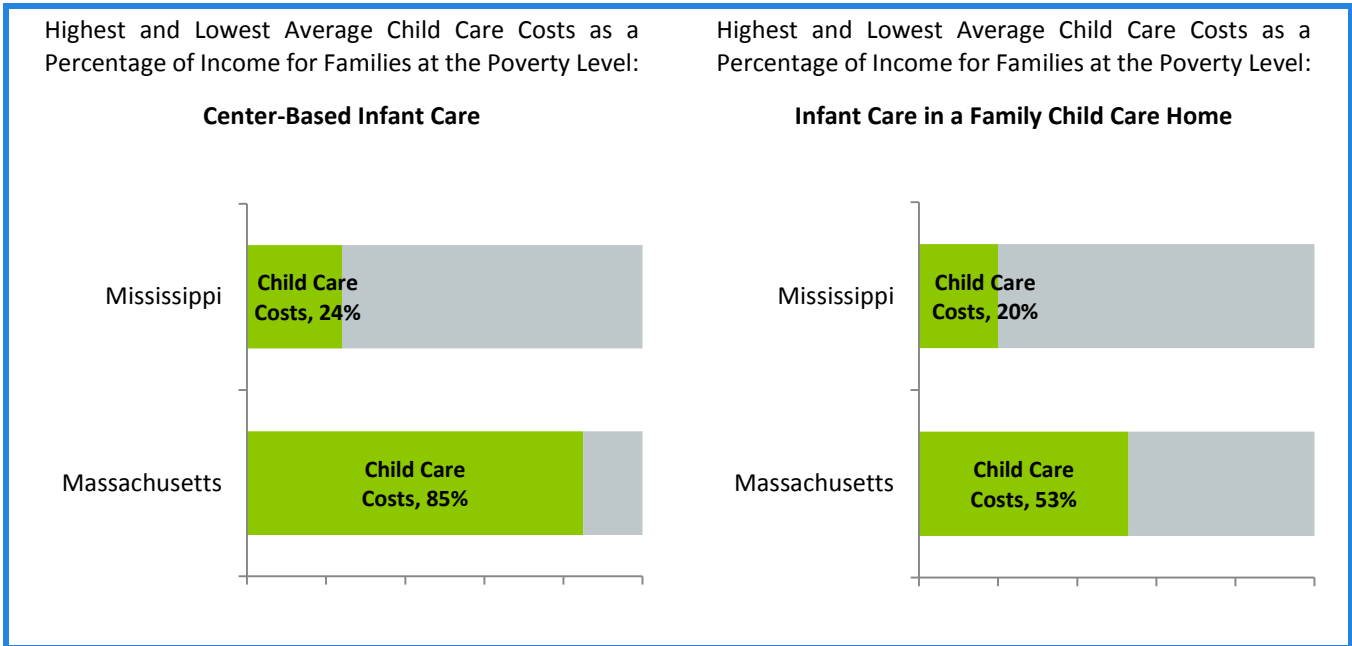 Highest and Lowest Average Child Care Costs as a
Percentage of Income for Families at the Poverty Level:
Center-Based Infant Care
Mississippi
Child Care
Costs, 24%
Massachusetts
Child Care
Costs, 85%
Highest and Lowest Average Child Care Costs as a
Percentage of Income for Families at the Poverty Level:
Infant Care in a Family Child Care Home
Mississippi
Child Care
Costs, 20%
Massachusetts
Child Care
Costs, 53%